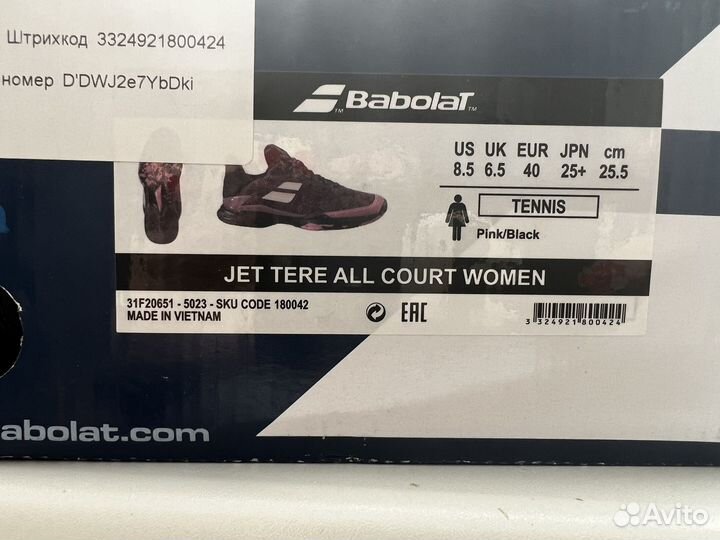 Штрихкод 3324921800424
номер D'DWJ2e7YbDki
BabolaT
US UK EUR JPN cm
8.5 6.5 40 25+ 25.5
TENNIS
Pink/Black
JET TERE ALL COURT WOMEN
31F20651 - 5023 - SKU CODE 180042
MADE IN VIETNAM
EAC
3 324921 800424
abolat.com
Avito